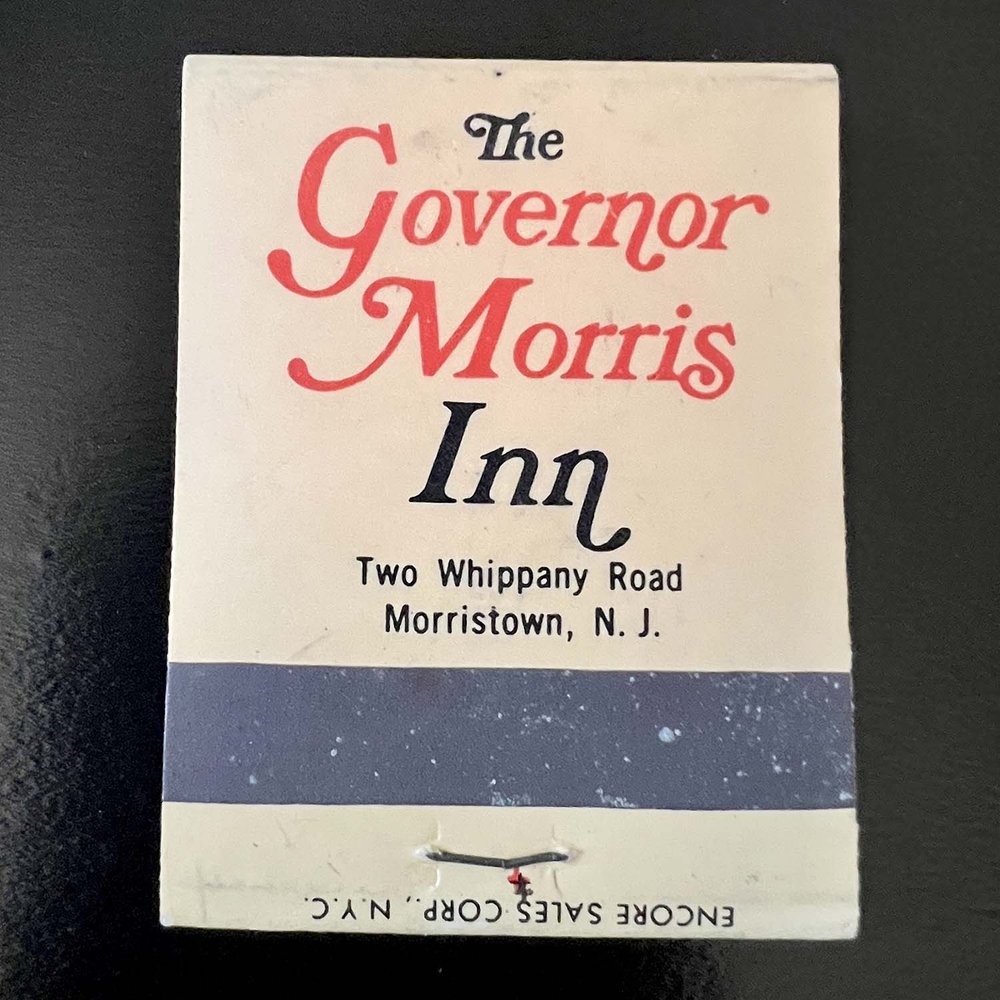 The
Governor
Morris
Inn
Two Whippany Road
Morristown, N. J.
ENCORE SALES CORP., N.Y.C.